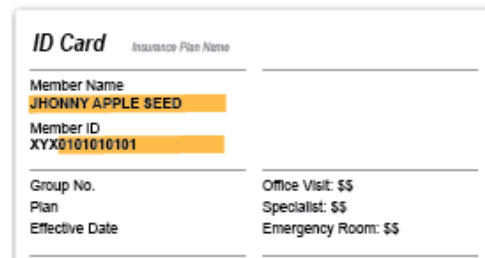 ID Card Insurance Plan Name
Member Name
JHONNY APPLE SEED
Member ID
XYX0101010101
Group No.
Plan
Effective Date
Office Visit: $$
Specialist: $$
Emergency Room: $$